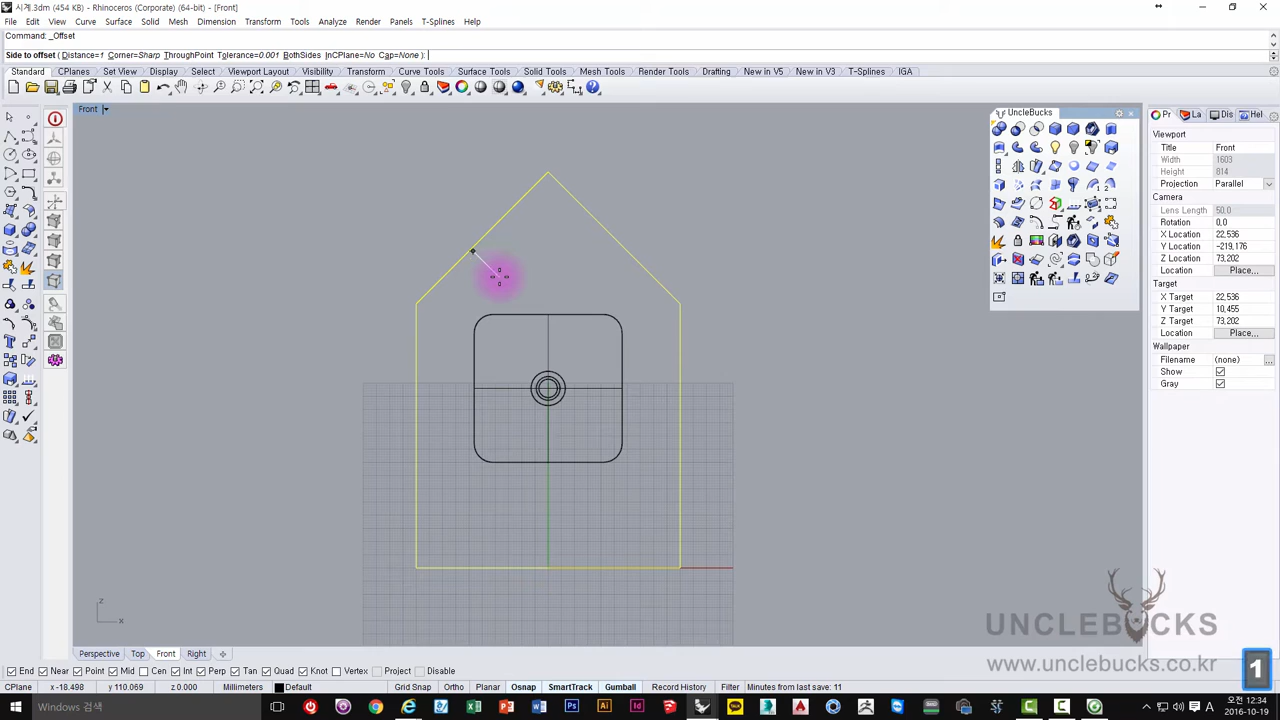 시계.3dm (454 KB) - Rhinoceros (Corporate) (64-bit) - [Front]
File Edit View Curve Surface Solid Mesh Dimension Transform Tools Analyze Render Panels T-Splines Help
Command: _Offset
Side to offset ( Distance=1 Corner=Sharp ThroughPoint Tolerance=0.001 BothSides InCPlane=No Cap=None ):
Standard CPlanes Set View Display Select Viewport Layout Visibility Transform Curve Tools Surface Tools Solid Tools Mesh Tools Render Tools Drafting New in V5 New in V3 T-Splines IGA
Front
UncleBucks
Pr La Dis Hel
Viewport
Title Front
Width 1603
Height 814
Projection Parallel
Camera
Lens Length 50.0
Rotation 0,0
X Location 22,536
Y Location -219,176
Z Location 73,202
Location Place...
Target
X Target 22,536
Y Target 10,455
Z Target 73,202
Location Place...
Wallpaper
Filename (none) ...
Show
Gray
z
x
UNCLEBUCKS
www.unclebucks.co.kr
1
Perspective Top Front Right
End Near Point Mid Cen Int Perp Tan Quad Knot Vertex Project Disable
CPlane x -18.498 y 110.069 z 0.000 Millimeters Default Grid Snap Ortho Planar Osnap SmartTrack Gumball Record History Filter Minutes from last save: 11
Windows 검색
A
오전 12:34
2016-10-19